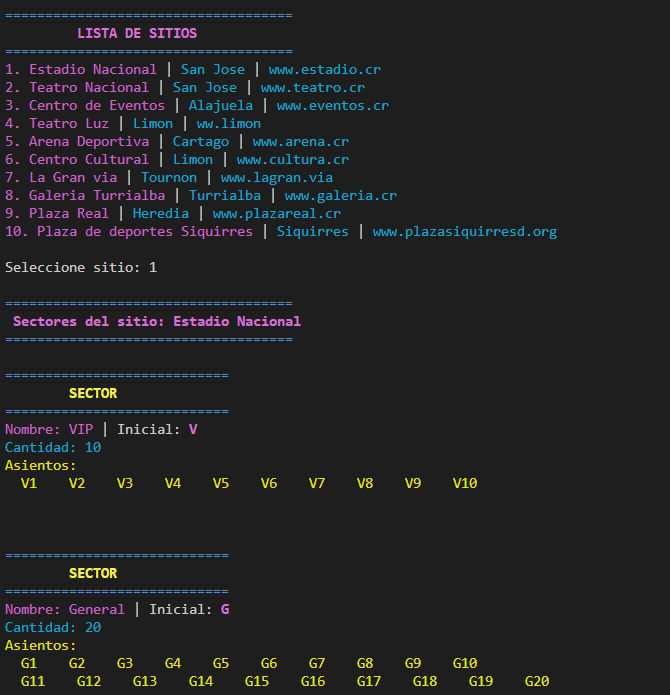 ====================================
LISTA DE SITIOS
====================================
1. Estadio Nacional | San Jose | www.estadio.cr
2. Teatro Nacional | San Jose | www.teatro.cr
3. Centro de Eventos | Alajuela | www.eventos.cr
4. Teatro Luz | Limon | ww.limon
5. Arena Deportiva | Cartago | www.arena.cr
6. Centro Cultural | Limon | www.cultura.cr
7. La Gran via | Tournon | www.lagran.via
8. Galeria Turrialba | Turrialba | www.galeria.cr
9. Plaza Real | Heredia | www.plazareal.cr
10. Plaza de deportes Siquirres | Siquirres | www.plazasiquirresd.org
Seleccione sitio: 1
====================================
Sectores del sitio: Estadio Nacional
====================================
============================
SECTOR
============================
Nombre: VIP | Inicial: V
Cantidad: 10
Asientos:
V1 V2 V3 V4 V5 V6 V7 V8 V9 V10
============================
SECTOR
============================
Nombre: General | Inicial: G
Cantidad: 20
Asientos:
G1 G2 G3 G4 G5 G6 G7 G8 G9 G10
G11 G12 G13 G14 G15 G16 G17 G18 G19 G20